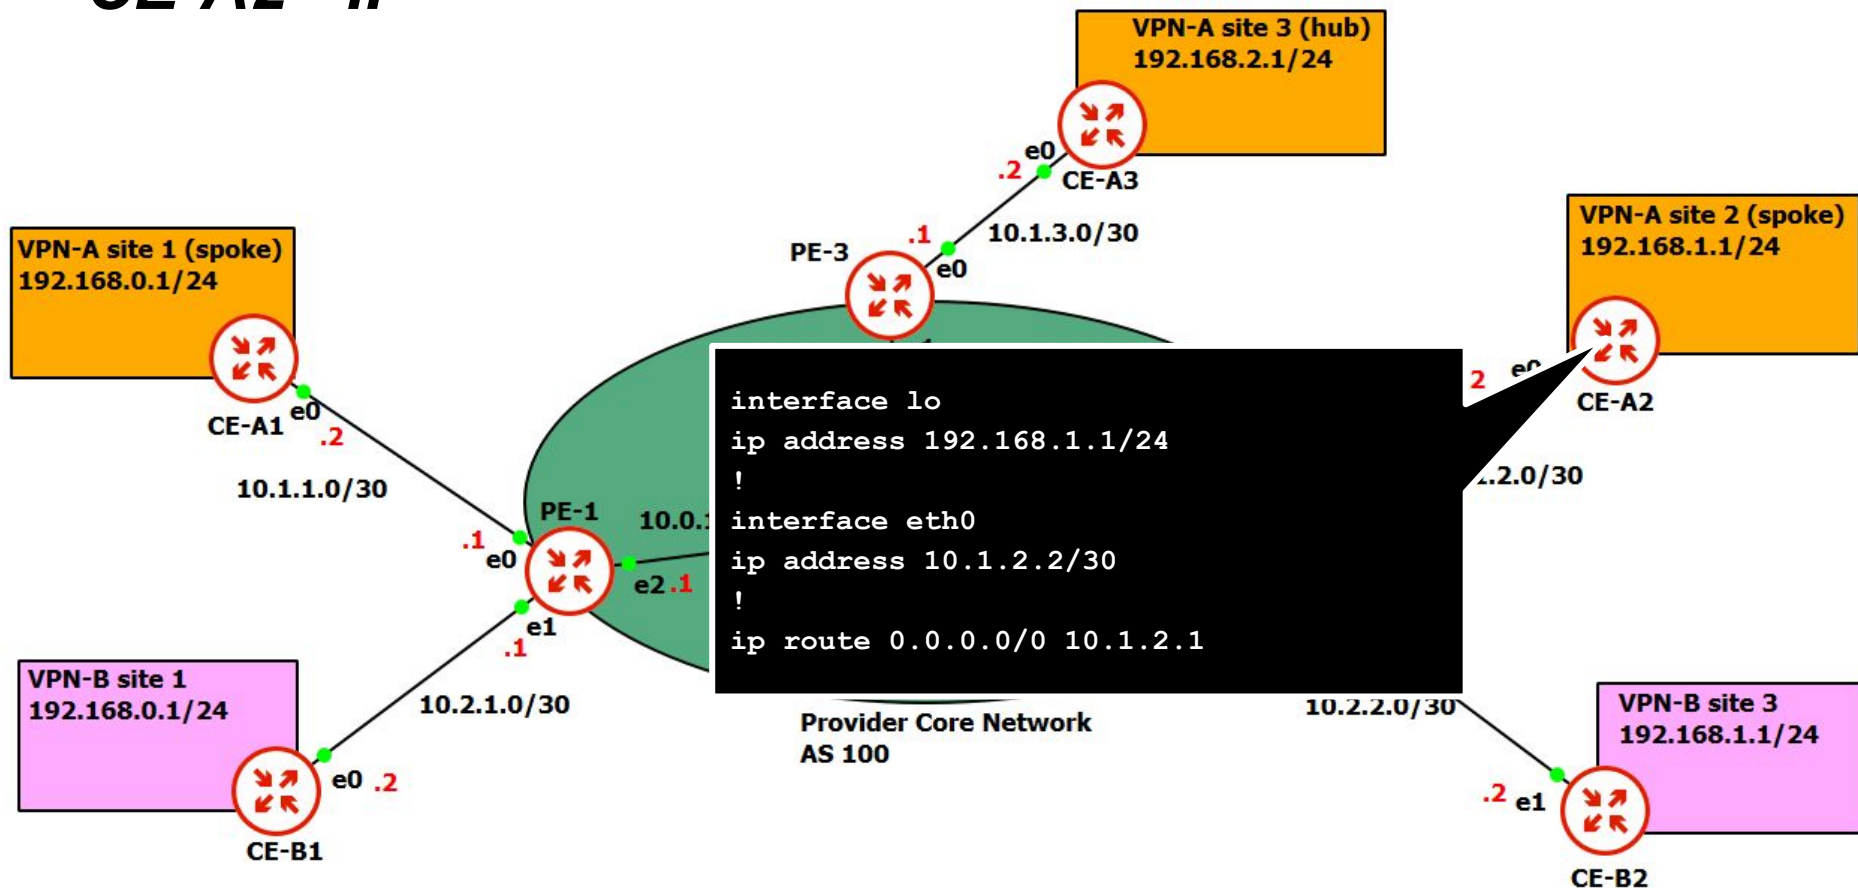 VPN-A site 3 (hub)
192.168.2.1/24
e0
.2
CE-A3
10.1.3.0/30
.1
PE-3
e0
VPN-A site 1 (spoke)
192.168.0.1/24
CE-A1
e0
.2
10.1.1.0/30
VPN-A site 2 (spoke)
192.168.1.1/24
2
CE-A2
.2.0/30
PE-1
.1
e0
10.0.1
e2 .1
e1
.1
interface lo
ip address 192.168.1.1/24
!
interface eth0
ip address 10.1.2.2/30
!
ip route 0.0.0.0/0 10.1.2.1
VPN-B site 1
192.168.0.1/24
10.2.1.0/30
e0 .2
CE-B1
Provider Core Network
AS 100
10.2.2.0/30
VPN-B site 3
192.168.1.1/24
.2 e1
CE-B2